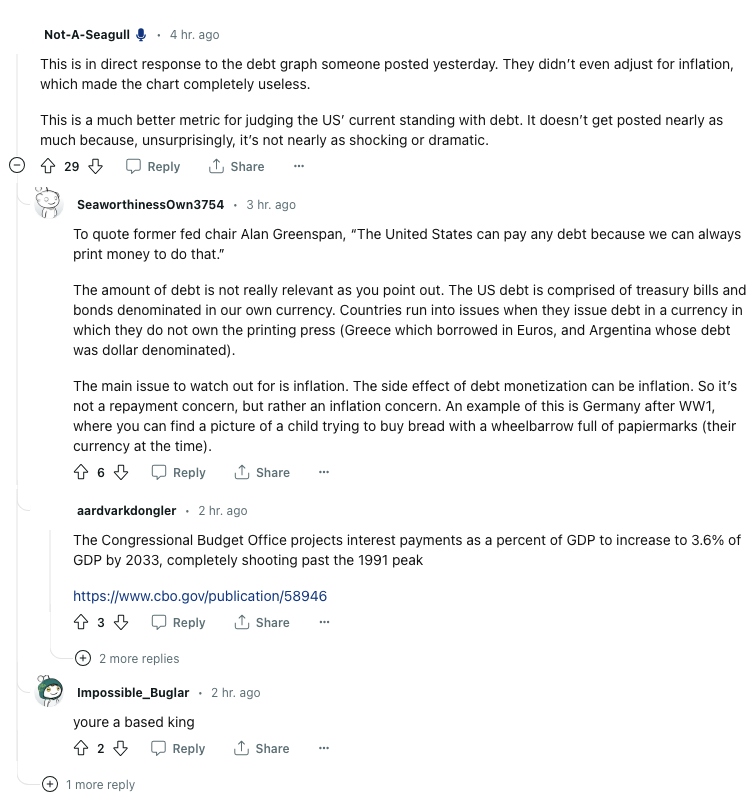 Not-A-Seagull • 4 hr. ago
This is in direct response to the debt graph someone posted yesterday. They didn’t even adjust for inflation,
which made the chart completely useless.
This is a much better metric for judging the US’ current standing with debt. It doesn’t get posted nearly as
much because, unsurprisingly, it’s not nearly as shocking or dramatic.
29 Reply Share ···
SeaworthinessOwn3754 • 3 hr. ago
To quote former fed chair Alan Greenspan, “The United States can pay any debt because we can always
print money to do that.”
The amount of debt is not really relevant as you point out. The US debt is comprised of treasury bills and
bonds denominated in our own currency. Countries run into issues when they issue debt in a currency in
which they do not own the printing press (Greece which borrowed in Euros, and Argentina whose debt
was dollar denominated).
The main issue to watch out for is inflation. The side effect of debt monetization can be inflation. So it’s
not a repayment concern, but rather an inflation concern. An example of this is Germany after WW1,
where you can find a picture of a child trying to buy bread with a wheelbarrow full of papiermarks (their
currency at the time).
6 Reply Share ···
aardvarkdongler • 2 hr. ago
The Congressional Budget Office projects interest payments as a percent of GDP to increase to 3.6% of
GDP by 2033, completely shooting past the 1991 peak
https://www.cbo.gov/publication/58946
3 Reply Share ···
2 more replies
Impossible_Buglar • 2 hr. ago
youre a based king
2 Reply Share ···
1 more reply